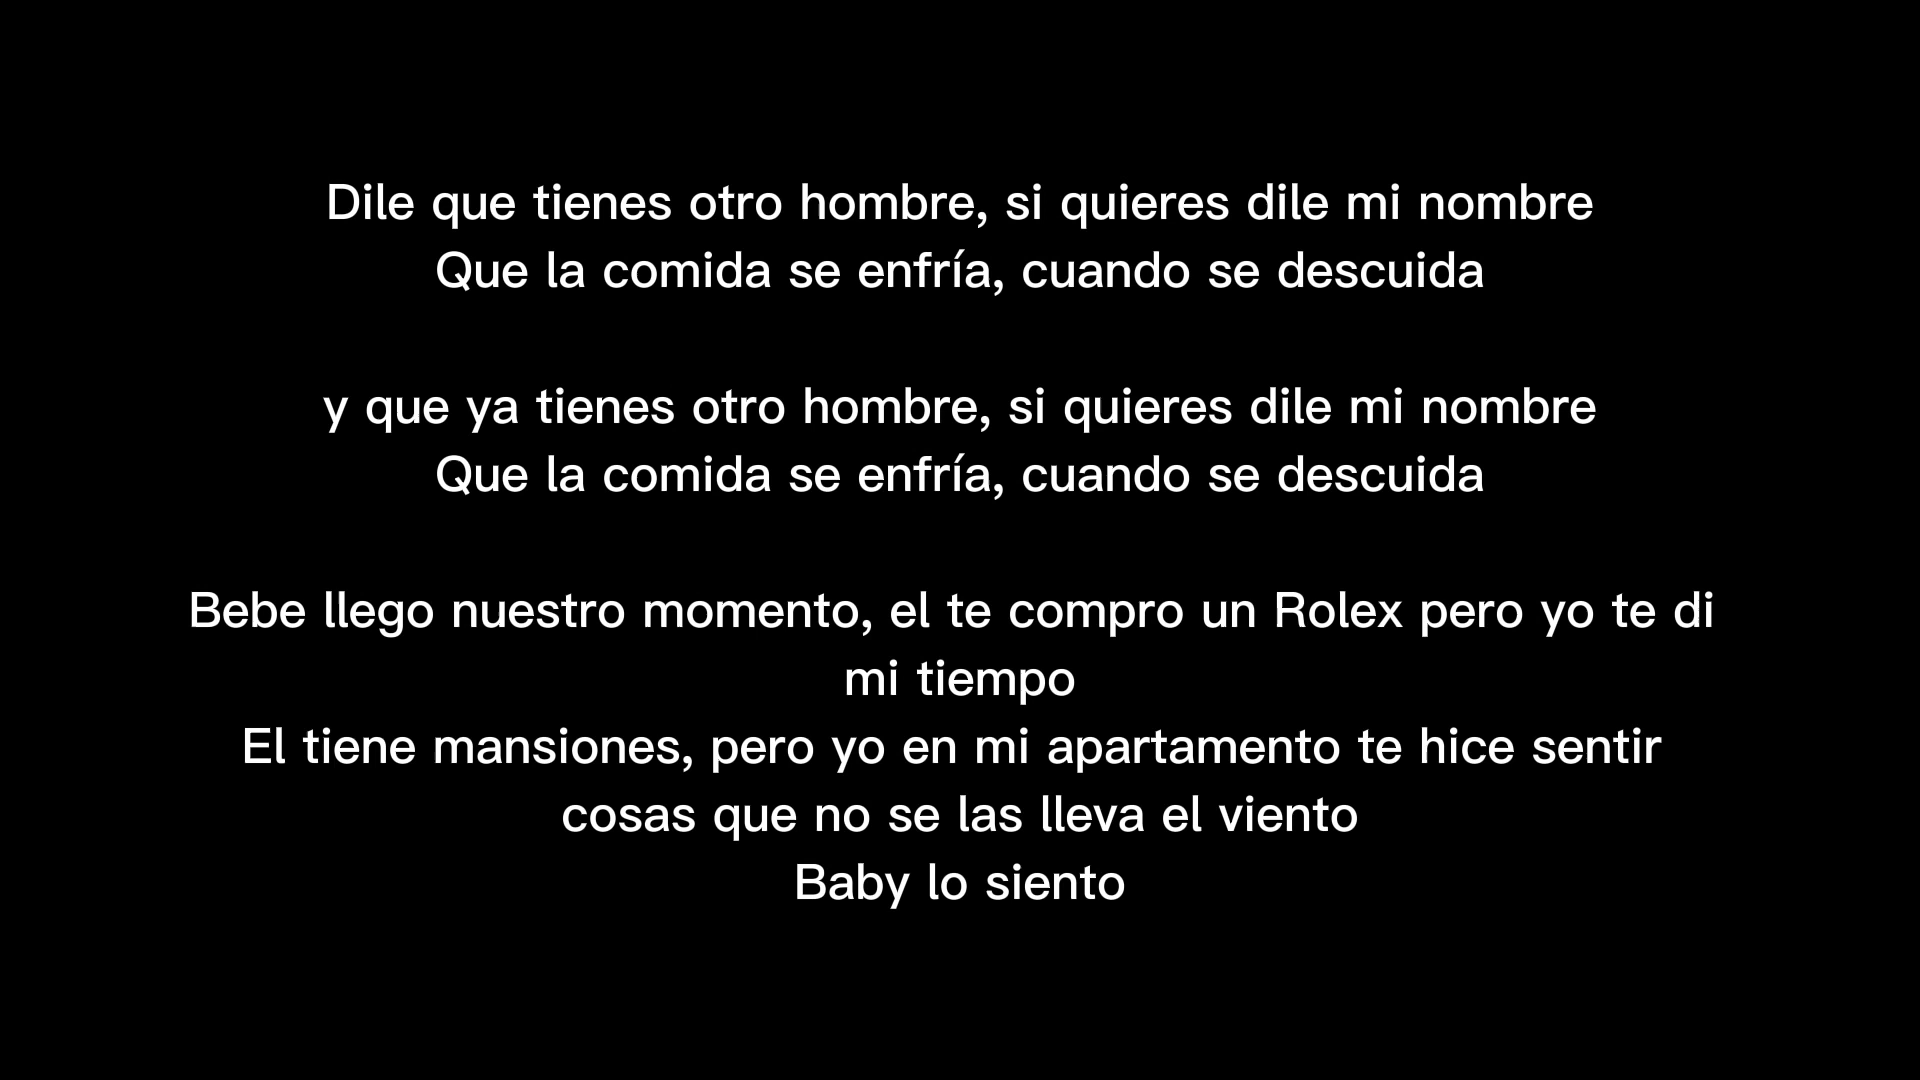 Dile que tienes otro hombre, si quieres dile mi nombre
Que la comida se enfría, cuando se descuida
y que ya tienes otro hombre, si quieres dile mi nombre
Que la comida se enfría, cuando se descuida
Bebe llego nuestro momento, el te compro un Rolex pero yo te di
mi tiempo
El tiene mansiones, pero yo en mi apartamento te hice sentir
cosas que no se las lleva el viento
Baby lo siento